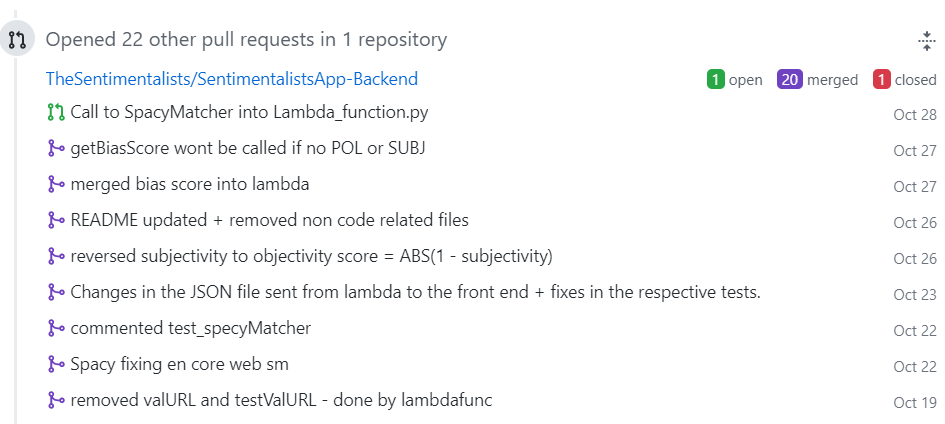 Opened 22 other pull requests in 1 repository
TheSentimentalists/SentimentalistsApp-Backend 1 open 20 merged 1 closed
Call to SpacyMatcher into Lambda_function.py Oct 28
getBiasScore wont be called if no POL or SUBJ Oct 27
merged bias score into lambda Oct 27
README updated + removed non code related files Oct 26
reversed subjectivity to objectivity score = ABS(1 - subjectivity) Oct 26
Changes in the JSON file sent from lambda to the front end + fixes in the respective tests. Oct 23
commented test_specyMatcher Oct 22
Spacy fixing en core web sm Oct 22
removed valURL and testValURL - done by lambdafunc Oct 19